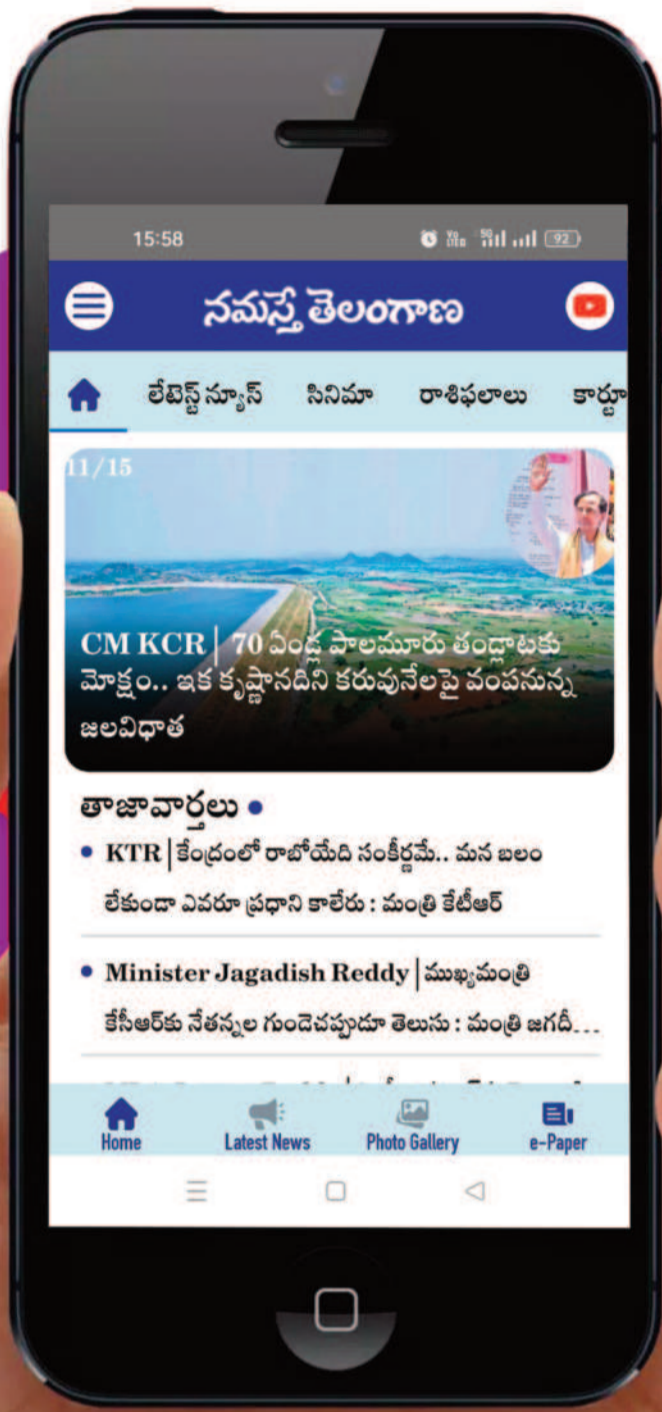 15:58
92
నమస్తే తెలంగాణ
లేటెస్ట్ న్యూస్ సినిమా రాశిఫలాలు కార్టూ
11/15
CM KCR | 70 ఏండ్ల పాలమూరు తండ్లాటకు
మోక్షం.. ఇక కృష్ణానదిని కరువునేలపై వంపనున్న
జలవిధాత
తాజావార్తలు •
• KTR | కేంద్రంలో రాబోయేది సంకీర్ణమే.. మన బలం
లేకుండా ఎవరూ ప్రధాని కాలేరు : మంత్రి కేటీఆర్
• Minister Jagadish Reddy | ముఖ్యమంత్రి
కేసీఆర్‌కు నేతన్నల గుండెచప్పుడూ తెలుసు : మంత్రి జగదీ...
Home Latest News Photo Gallery e-Paper